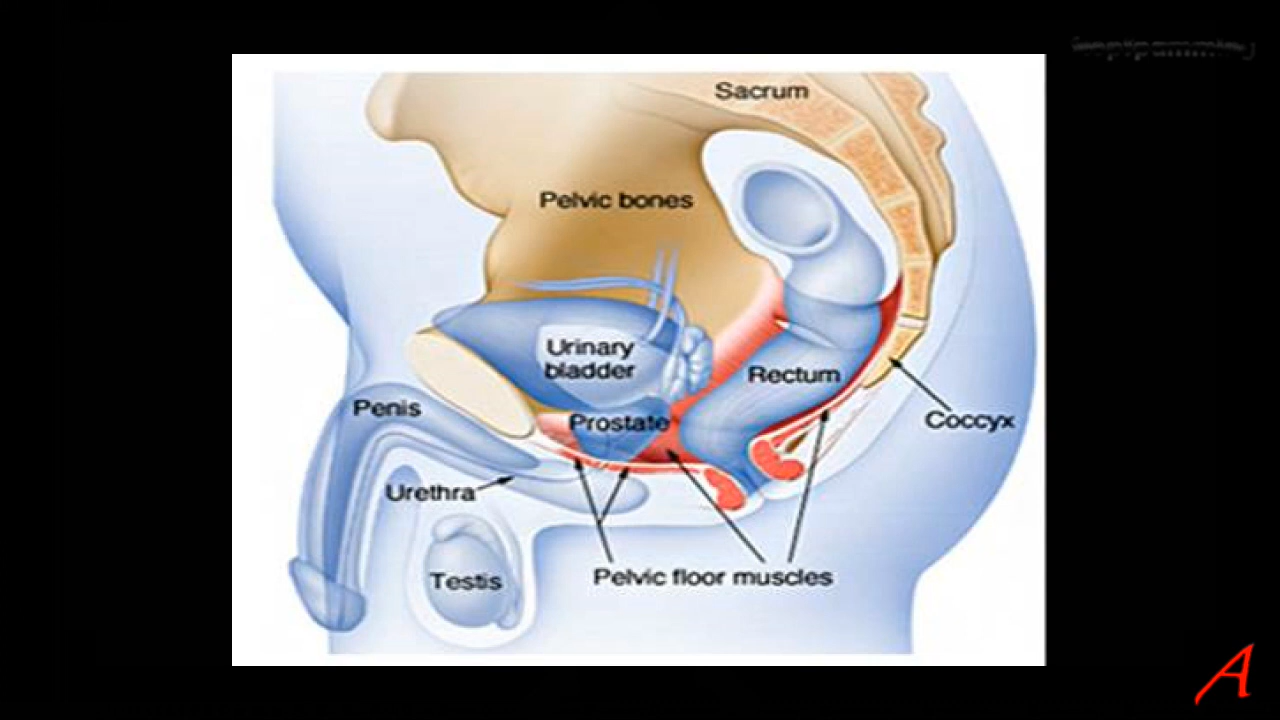 Sacrum
Pelvic bones
Urinary
bladder
Rectum
Penis
Prostate
Coccyx
Urethra
Testis
Pelvic floor muscles
A